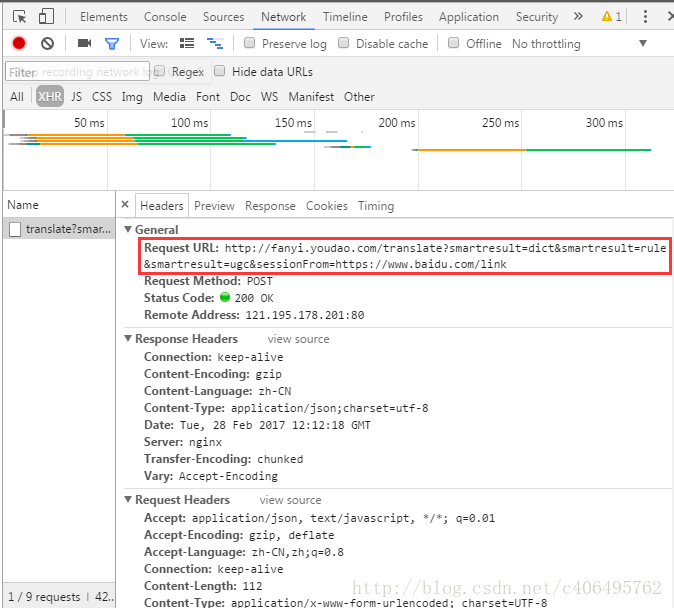 Elements Console Sources Network Timeline Profiles Application Security » 1
View: Preserve log Disable cache Offline No throttling
Filter Regex Hide data URLs
All XHR JS CSS Img Media Font Doc WS Manifest Other
50 ms 100 ms 150 ms 200 ms 250 ms 300 ms
Name × Headers Preview Response Cookies Timing
translate?smar...
General
Request URL: http://fanyi.youdao.com/translate?smartresult=dict&smartresult=rule
&smartresult=ugc&sessionFrom=https://www.baidu.com/link
Request Method: POST
Status Code: 200 OK
Remote Address: 121.195.178.201:80
Response Headers view source
Connection: keep-alive
Content-Encoding: gzip
Content-Language: zh-CN
Content-Type: application/json;charset=utf-8
Date: Tue, 28 Feb 2017 12:12:18 GMT
Server: nginx
Transfer-Encoding: chunked
Vary: Accept-Encoding
Request Headers view source
Accept: application/json, text/javascript, */*; q=0.01
Accept-Encoding: gzip, deflate
Accept-Language: zh-CN,zh;q=0.8
Connection: keep-alive
Content-Length: 112
http://blog.csdn.net/c406495762
Content-Type: application/x-www-form-urlencoded; charset=UTF-8
1 / 9 requests | 42...